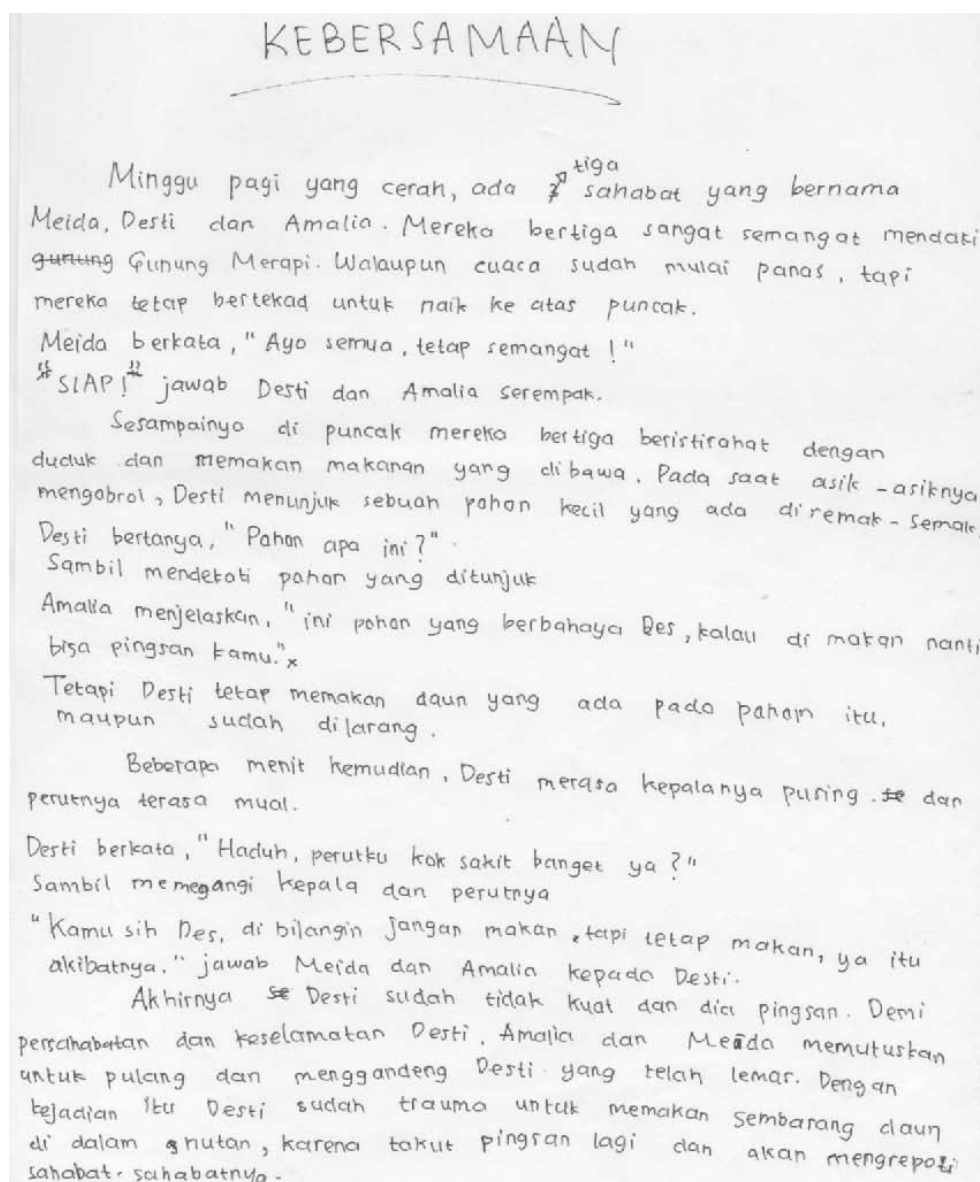 KEBERSAMAAN
Minggu pagi yang cerah, ada tiga sahabat yang bernama
Meida, Desti dan Amalia. Mereka bertiga sangat semangat mendaki
gunung Gunung Merapi. Walaupun cuaca sudah mulai panas, tapi
mereka tetap bertekad untuk naik ke atas puncak.
Meida berkata, "Ayo semua, tetap semangat !"
"SIAP!" jawab Desti dan Amalia serempak.
Sesampainya di puncak mereka bertiga beristirahat dengan
duduk dan memakan makanan yang dibawa. Pada saat asik-asiknya
mengobrol, Desti menunjuk sebuah pohon kecil yang ada disemak-semak.
Desti bertanya, "Pohon apa ini?".
Sambil mendekati pohon yang ditunjuk
Amalia menjelaskan, "ini pohon yang berbahaya Des, kalau di makan nanti
bisa pingsan kamu."
Tetapi Desti tetap memakan daun yang ada pada pohon itu,
maupun sudah dilarang.
Beberapa menit kemudian, Desti merasa kepalanya pusing. se dan
perutnya terasa mual.
Desti berkata, "Haduh, perutku kok sakit banget ya?"
Sambil memegangi kepala dan perutnya
"Kamu sih Des, di bilangin jangan makan, tapi tetap makan, ya itu
akibatnya." jawab Meida dan Amalia kepada Desti.
Akhirnya se Desti sudah tidak kuat dan dia pingsan. Demi
persahabatan dan keselamatan Desti, Amalia dan Meida memutuskan
untuk pulang dan menggandeng Desti yang telah lemas. Dengan
kejadian itu Desti sudah trauma untuk memakan sembarang daun
di dalam hutan, karena takut pingsan lagi dan akan mengrepoti
sahabat-sahabatnya.